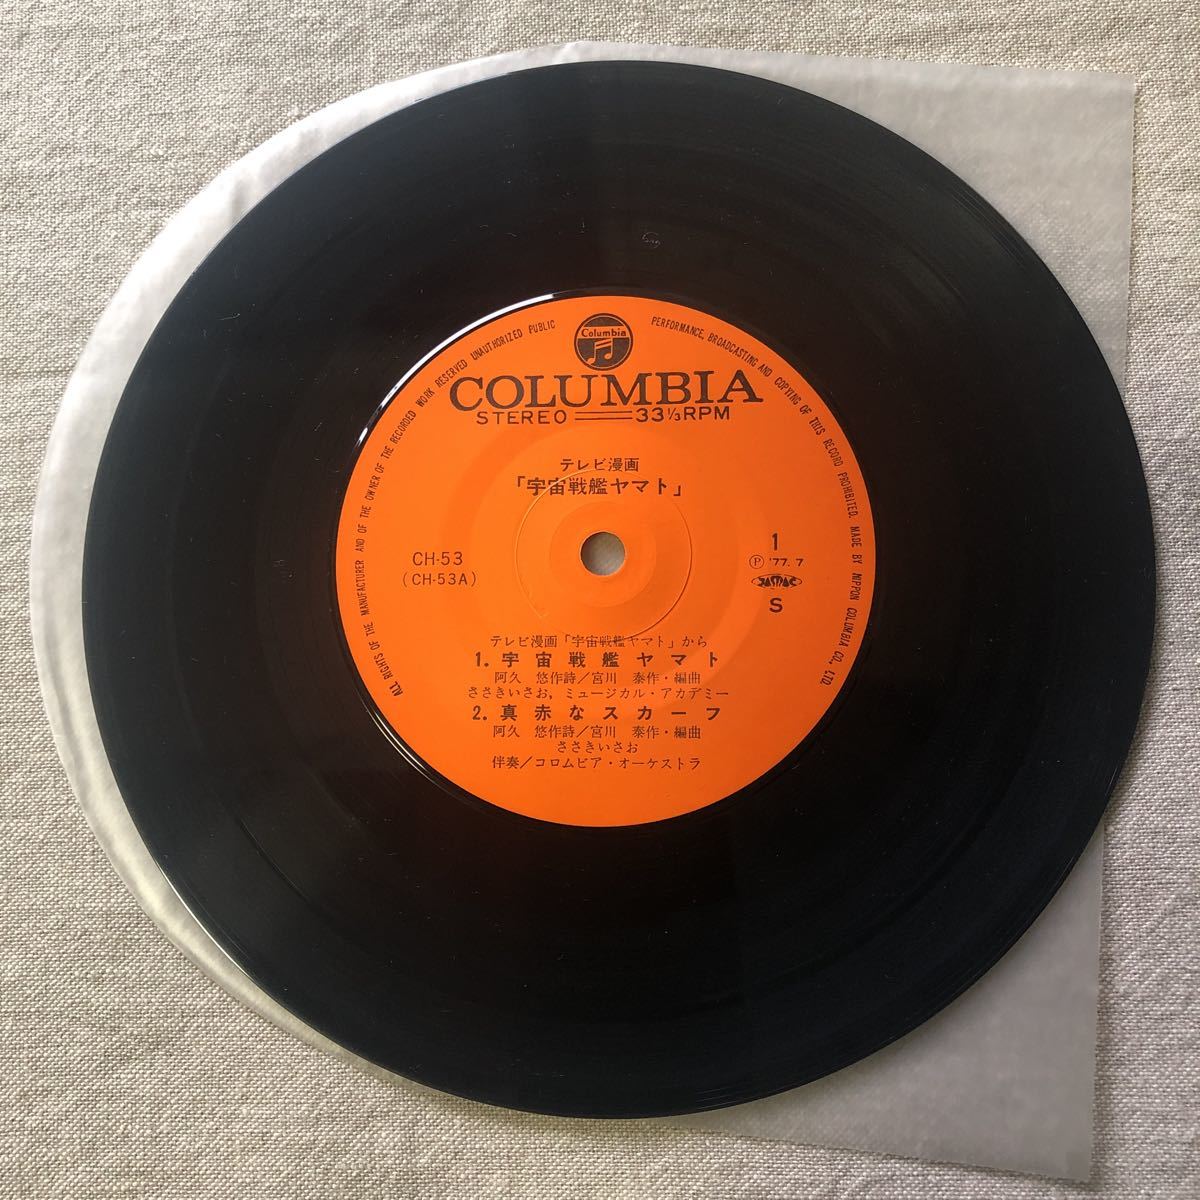 ALL RIGHTS OF THE MANUFACTURER AND OF THE OWNER OF THE RECORDED WORK RESERVED UNAUTHORIZED PUBLIC PERFORMANCE, BROADCASTING AND COPYING OF THIS RECORD PROHIBITED. MADE BY NIPPON COLUMBIA CO., LTD.
Columbia
COLUMBIA
STEREO 33⅓RPM
テレビ漫画
「宇宙戦艦ヤマト」
CH-53
(CH-53A)
1
Ⓟ '77. 7
S
テレビ漫画「宇宙戦艦ヤマト」から
1. 宇宙戦艦ヤマト
阿久 悠作詩/宮川 泰作・編曲
ささきいさお, ミュージカル・アカデミー
2. 真赤なスカーフ
阿久 悠作詩/宮川 泰作・編曲
ささきいさお
伴奏/コロムビア・オーケストラ